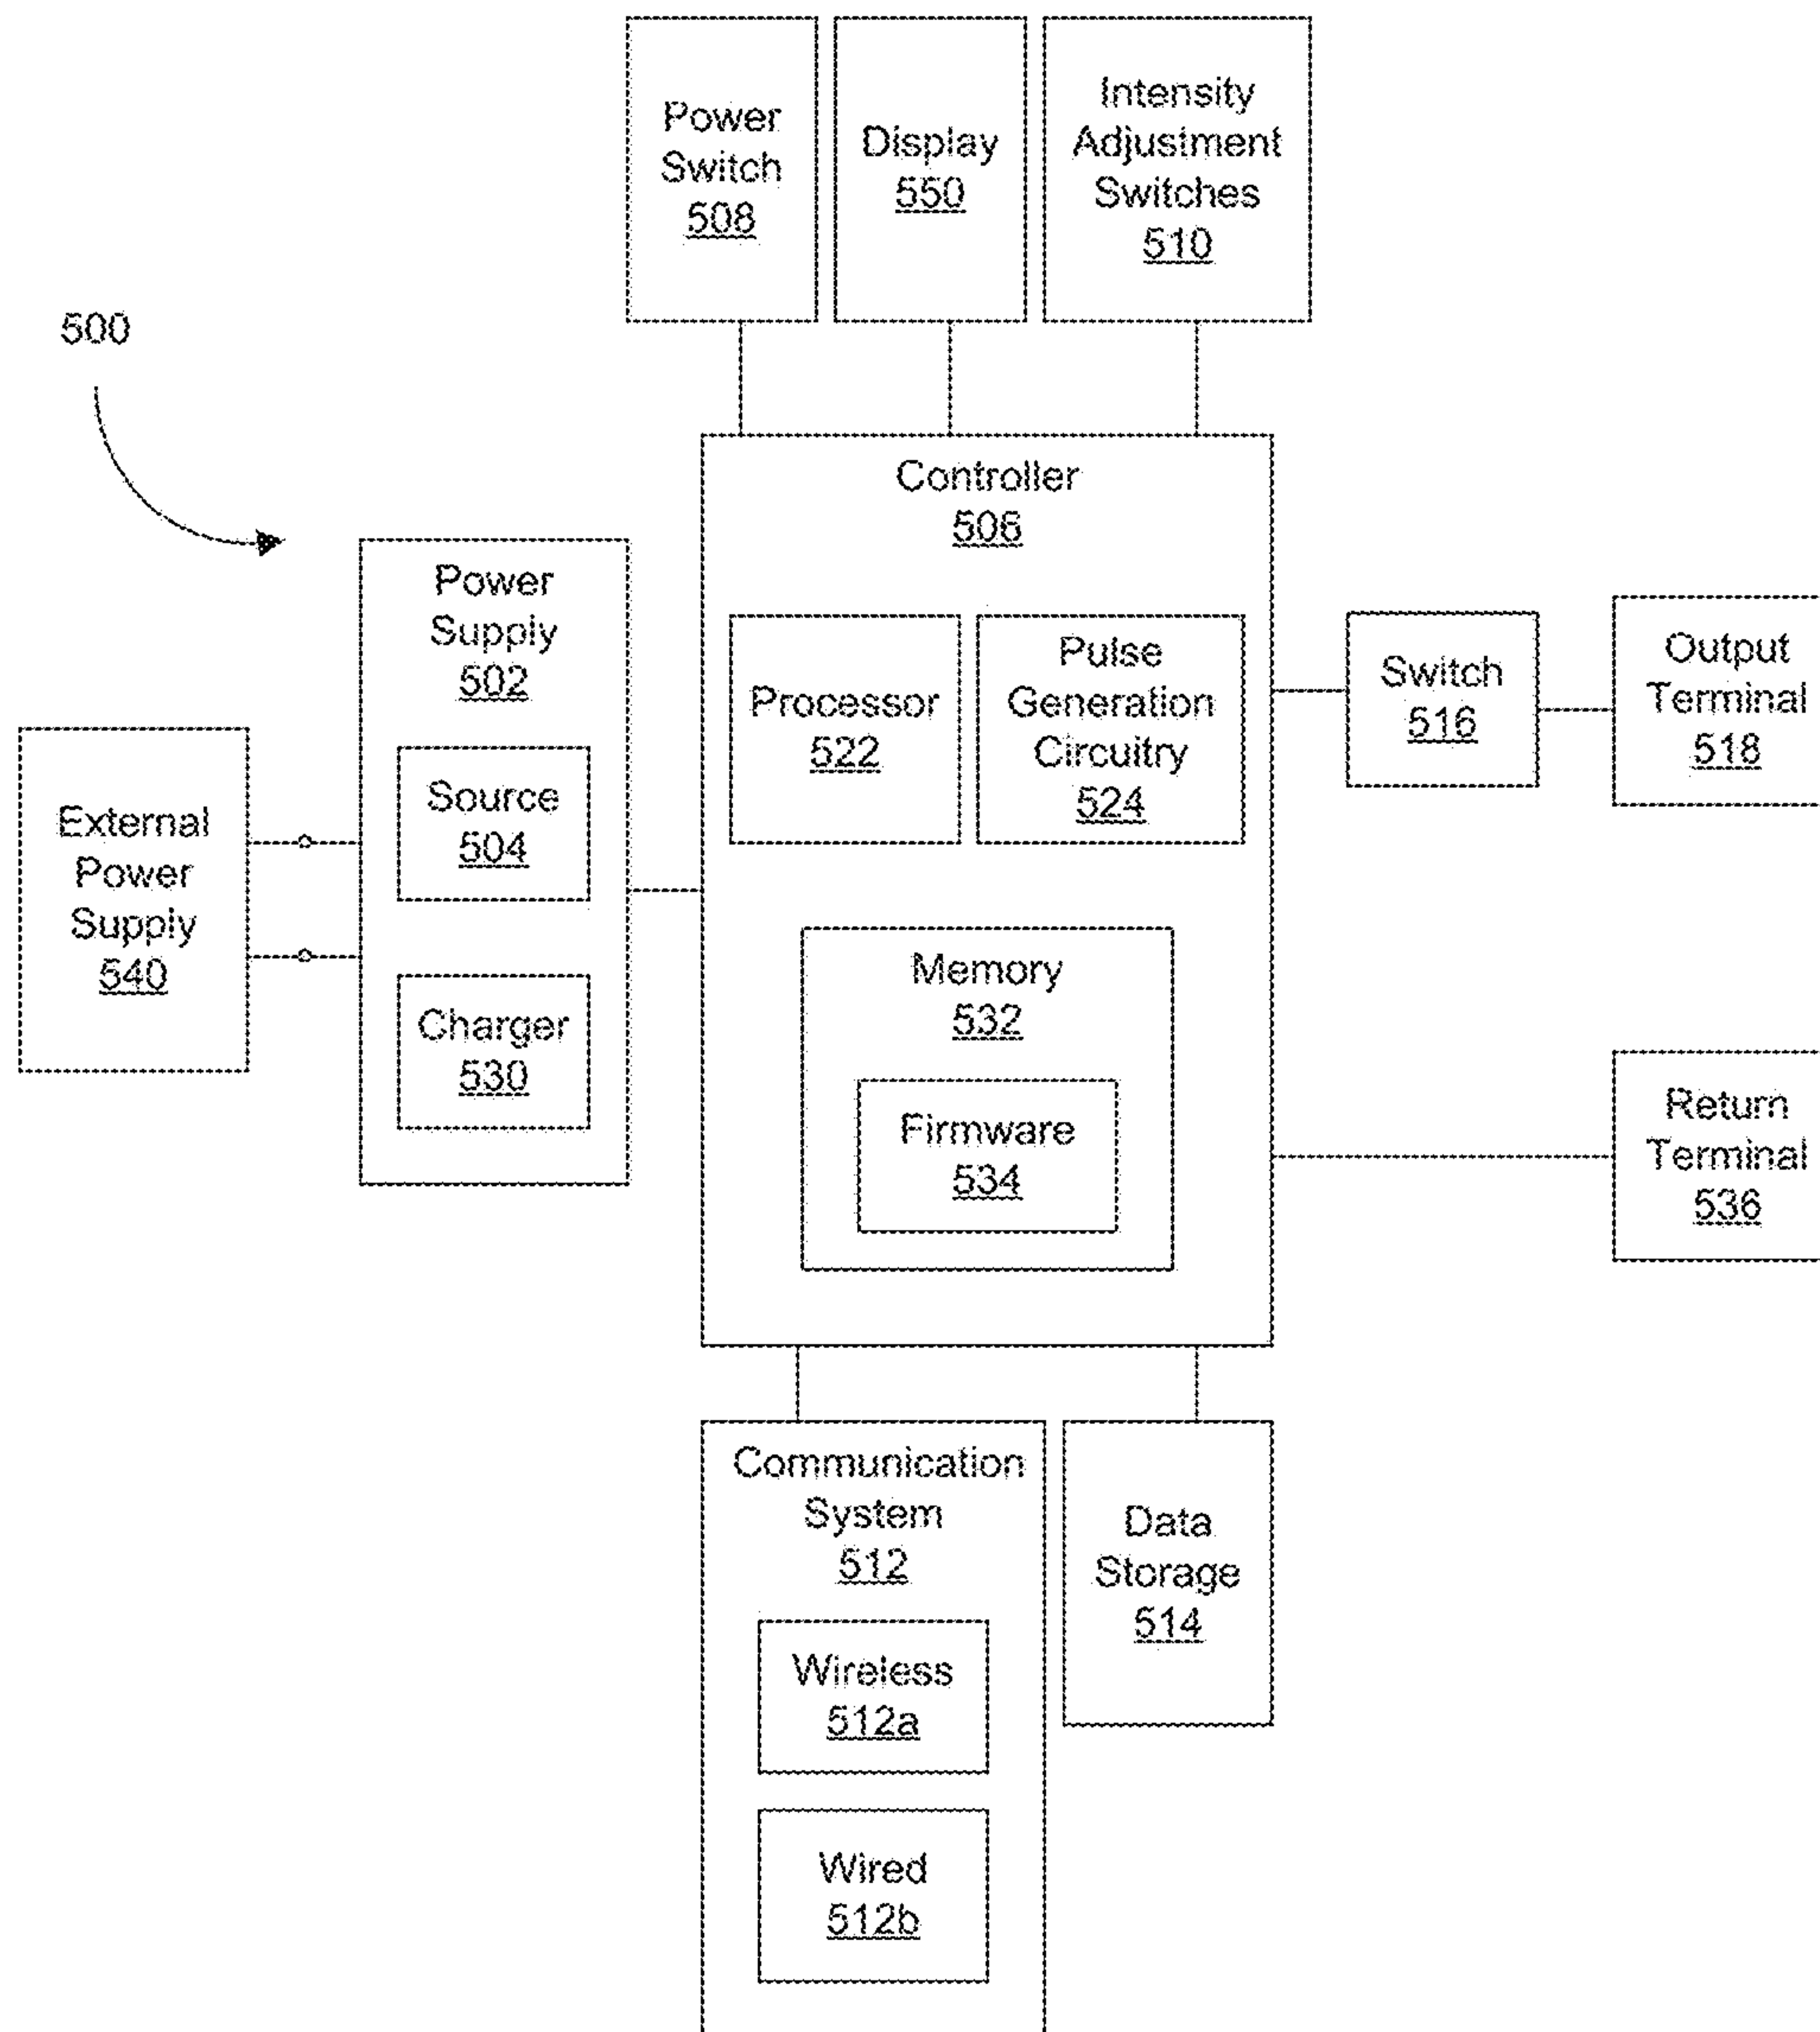 Power
Switch
508
Display
550
Intensity
Adjustment
Switches
510
500
Controller
506
Power
Supply
502
Source
504
Charger
530
External
Power
Supply
540
Processor
522
Pulse
Generation
Circuitry
524
Switch
516
Output
Terminal
518
Memory
532
Firmware
534
Return
Terminal
536
Communication
System
512
Wireless
512a
Wired
512b
Data
Storage
514